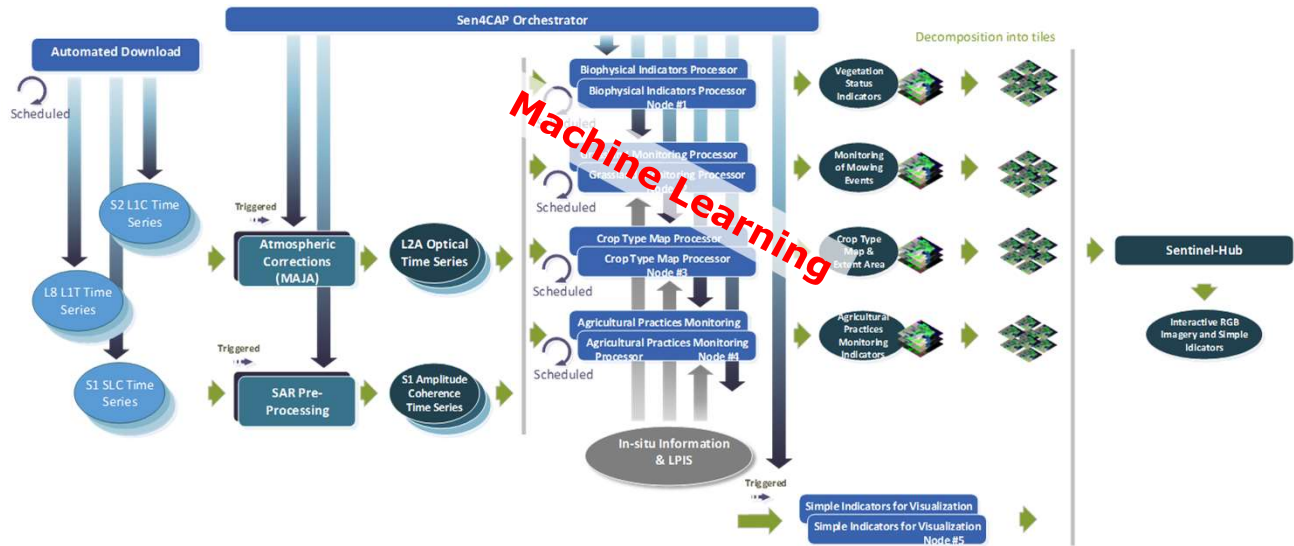 Sen4CAP Orchestrator
Automated Download
Decomposition into tiles
Scheduled
Biophysical Indicators Processor
Biophysical Indicators Processor
Node #1
Scheduled
Vegetation
Status
Indicators
Machine Learning
Monitoring Processor
Monitoring Processor
Scheduled
Monitoring
of Mowing
Events
S2 L1C Time
Series
Triggered
Atmospheric
Corrections
(MAJA)
L2A Optical
Time Series
Crop Type Map Processor
Crop Type Map Processor
Node #3
Scheduled
Crop Type
Map &
Extent Area
Sentinel-Hub
L8 L1T Time
Series
Agricultural Practices Monitoring
Agricultural Practices Monitoring
Processor Node #4
Scheduled
Agricultural
Practices
Monitoring
Indicators
Interactive RGB
Imagery and Simple
Idicators
Triggered
S1 SLC Time
Series
SAR Pre-
Processing
S1 Amplitude
Coherence
Time Series
In-situ Information
& LPIS
Triggered
Simple Indicators for Visualization
Simple Indicators for Visualization
Node #5